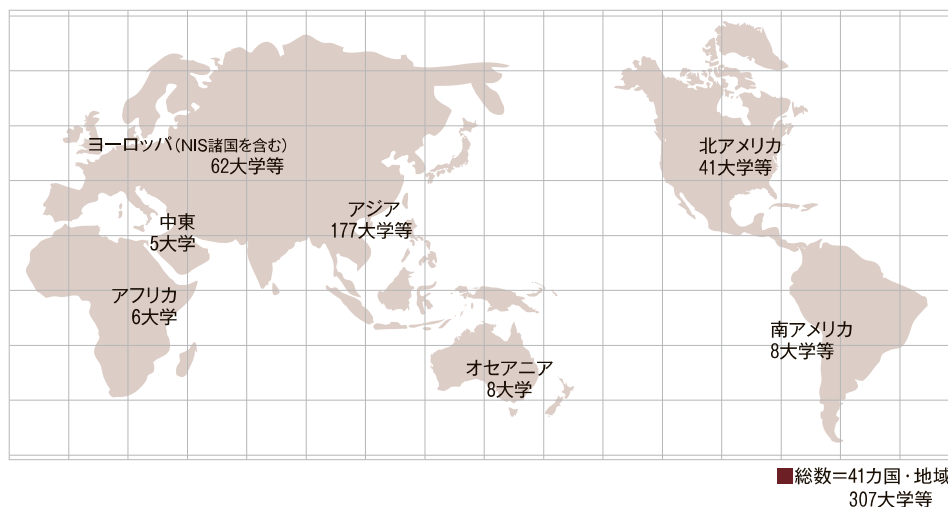 ヨーロッパ(NIS諸国を含む)
62大学等
北アメリカ
41大学等
アジア
177大学等
中東
5大学
アフリカ
6大学
南アメリカ
8大学等
オセアニア
8大学
■総数=41カ国・地域
307大学等